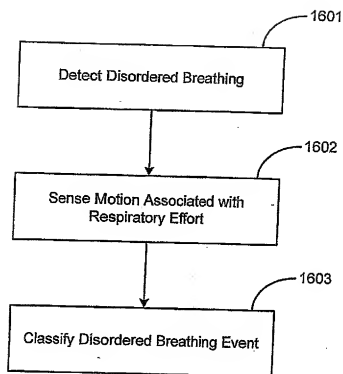 1601
Detect Disordered Breathing
1602
Sense Motion Associated with
Respiratory Effort
1603
Classify Disordered Breathing Event